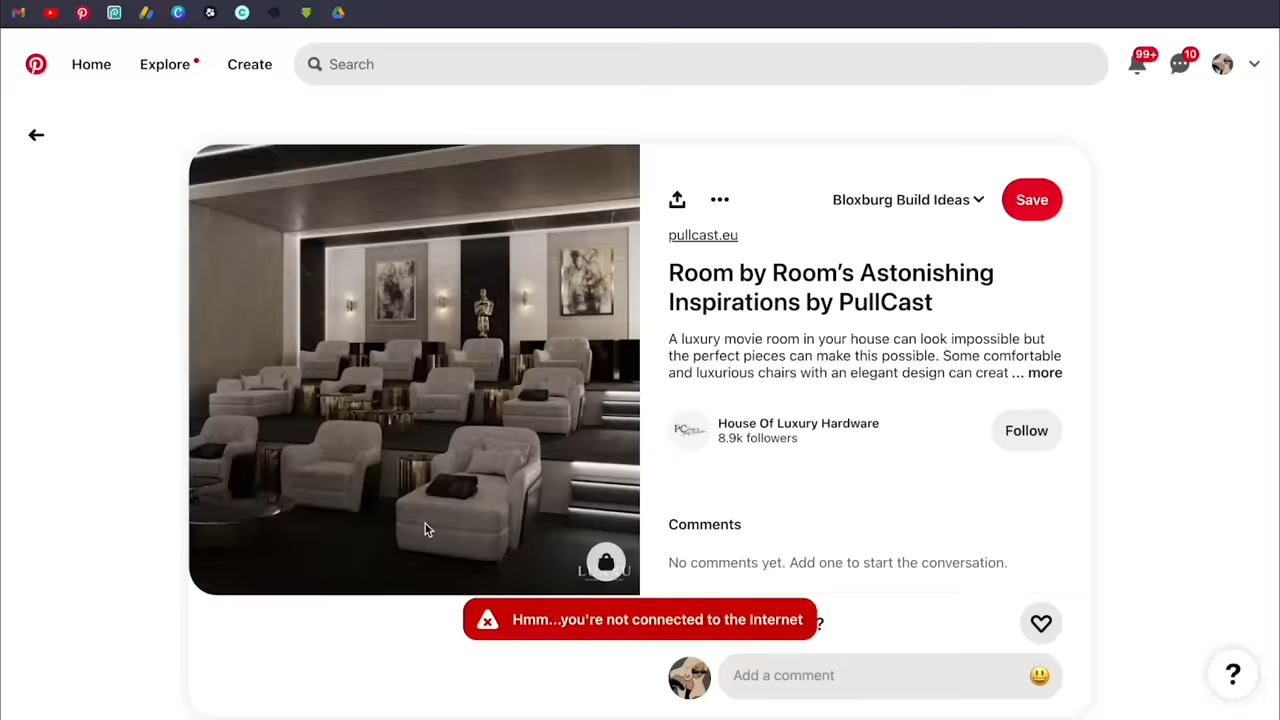 Home
Explore
Create
Search
99+
10
Bloxburg Build Ideas
Save
pullcast.eu
Room by Room’s Astonishing
Inspirations by PullCast
A luxury movie room in your house can look impossible but
the perfect pieces can make this possible. Some comfortable
and luxurious chairs with an elegant design can creat ... more
PC
House Of Luxury Hardware
8.9k followers
Follow
Comments
No comments yet. Add one to start the conversation.
Hmm...you're not connected to the internet
?
Add a comment
?